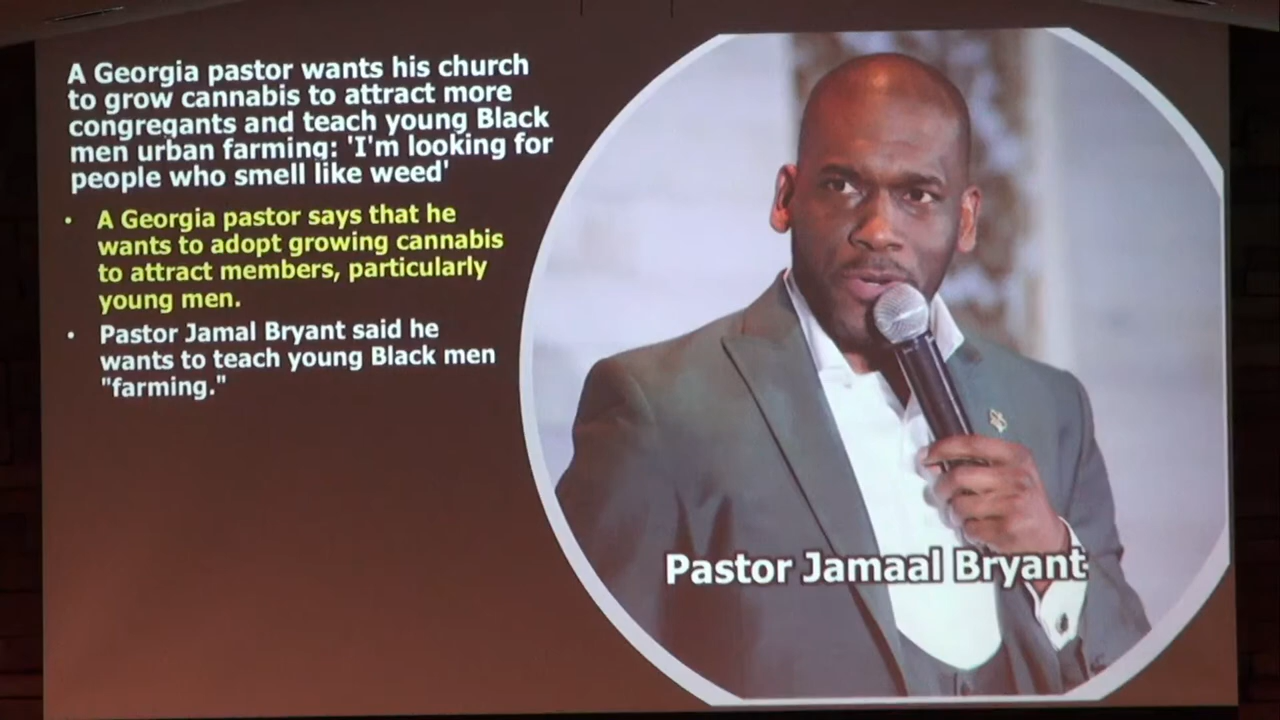 A Georgia pastor wants his church
to grow cannabis to attract more
congregants and teach young Black
men urban farming: 'I'm looking for
people who smell like weed'
• A Georgia pastor says that he
wants to adopt growing cannabis
to attract members, particularly
young men.
• Pastor Jamal Bryant said he
wants to teach young Black men
"farming."
Pastor Jamaal Bryant